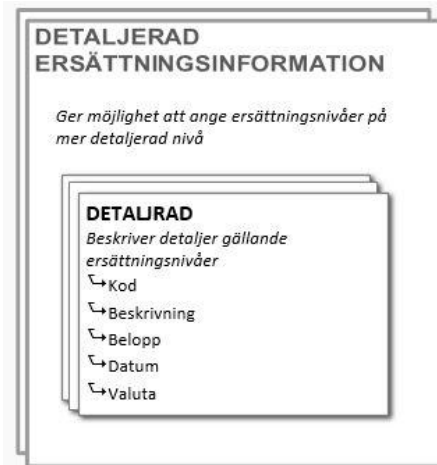 DETALJERAD
ERSÄTTNINGSINFORMATION
Ger möjlighet att ange ersättningsnivåer på
mer detaljerad nivå
DETALJRAD
Beskriver detaljer gällande
ersättningsnivåer
Kod
Beskrivning
Belopp
Datum
Valuta